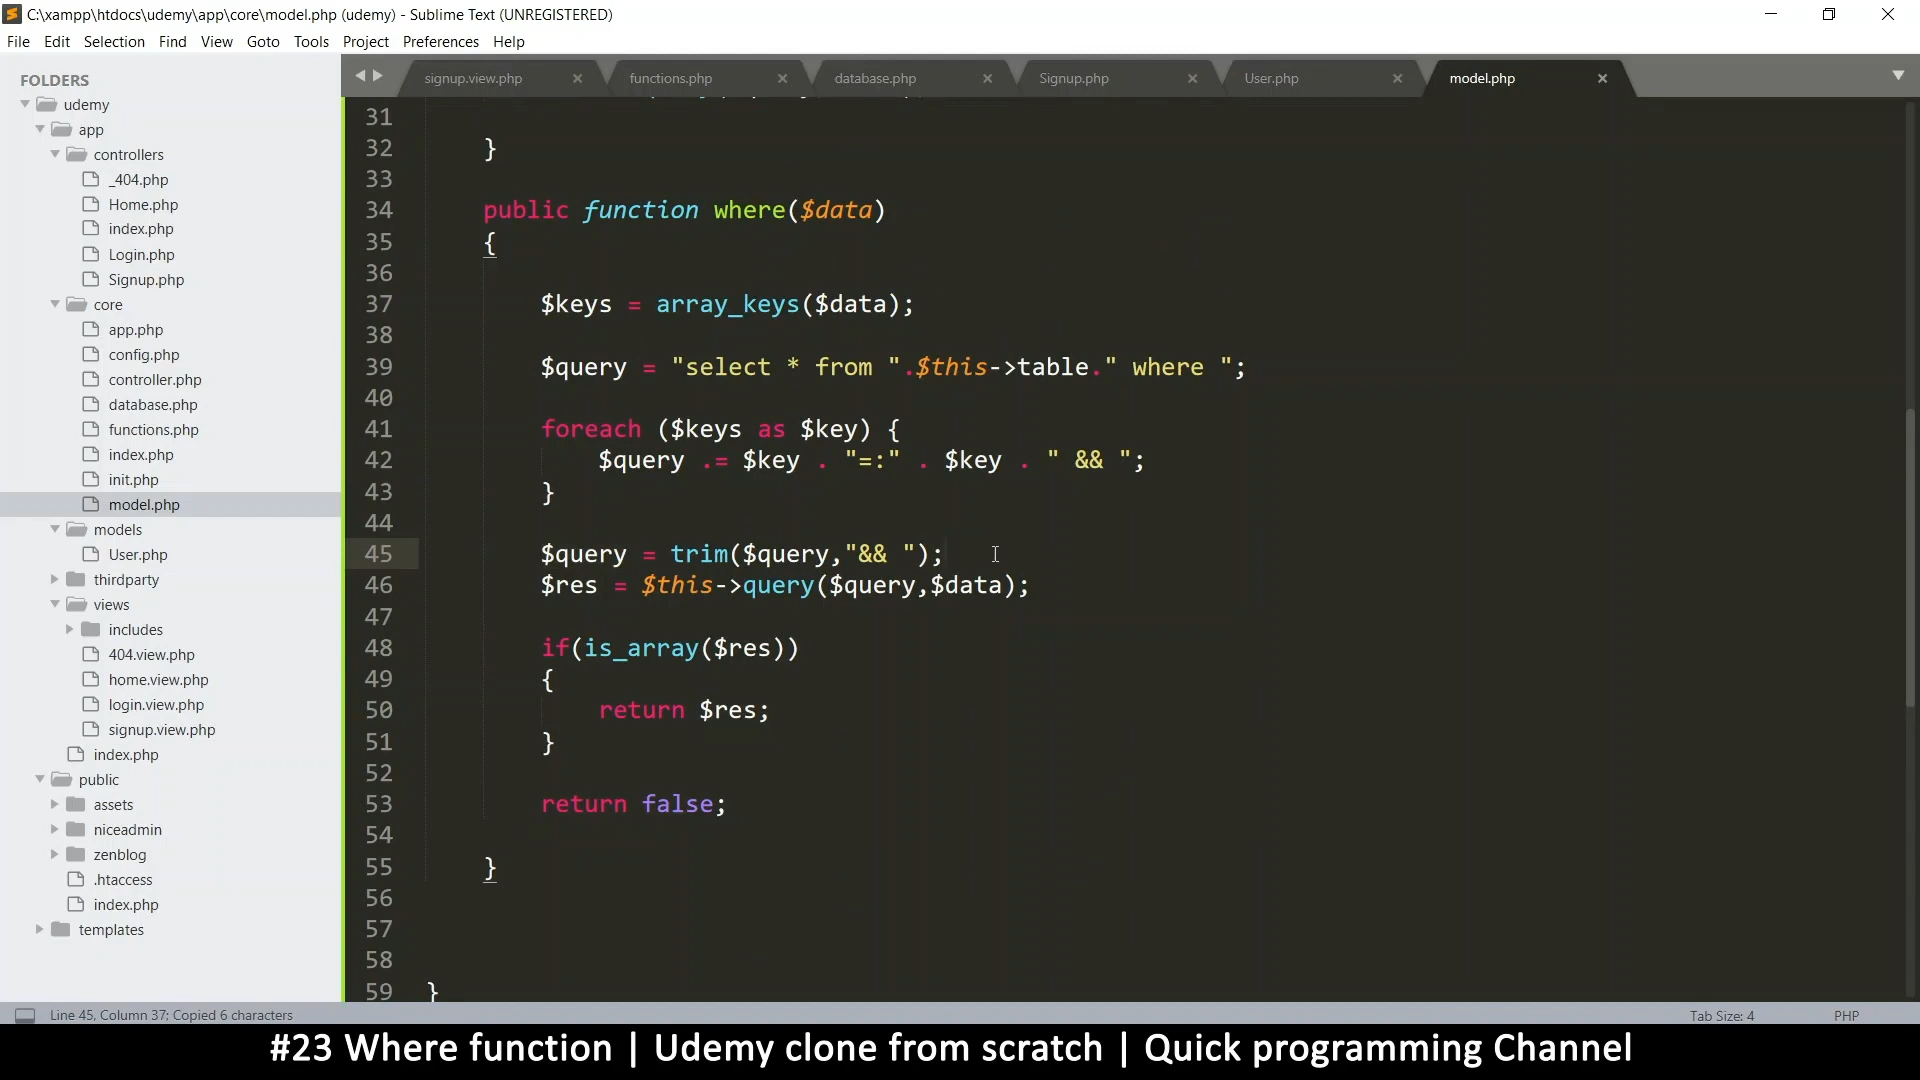 C:\xampp\htdocs\udemy\app\core\model.php (udemy) - Sublime Text (UNREGISTERED)
File Edit Selection Find View Goto Tools Project Preferences Help
FOLDERS
udemy
app
controllers
_404.php
Home.php
index.php
Login.php
Signup.php
core
app.php
config.php
controller.php
database.php
functions.php
index.php
init.php
model.php
models
User.php
thirdparty
views
includes
404.view.php
home.view.php
login.view.php
signup.view.php
index.php
public
assets
niceadmin
zenblog
.htaccess
index.php
templates
signup.view.php functions.php database.php Signup.php User.php model.php
31
32 }
33
34 public function where($data)
35 {
36
37 $keys = array_keys($data);
38
39 $query = "select * from ".$this->table." where ";
40
41 foreach ($keys as $key) {
42 $query .= $key . "=:" . $key . " && ";
43 }
44
45 $query = trim($query,"&& ");
46 $res = $this->query($query,$data);
47
48 if(is_array($res))
49 {
50 return $res;
51 }
52
53 return false;
54
55 }
56
57
58
59 }
Line 45, Column 37; Copied 6 characters Tab Size: 4 PHP
#23 Where function | Udemy clone from scratch | Quick programming Channel